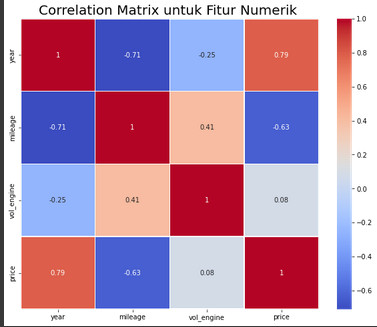 Correlation Matrix untuk Fitur Numerik
year 1 -0.71 -0.25 0.79
mileage -0.71 1 0.41 -0.63
vol_engine -0.25 0.41 1 0.08
price 0.79 -0.63 0.08 1
year mileage vol_engine price
1.0
0.8
0.6
0.4
0.2
0.0
-0.2
-0.4
-0.6